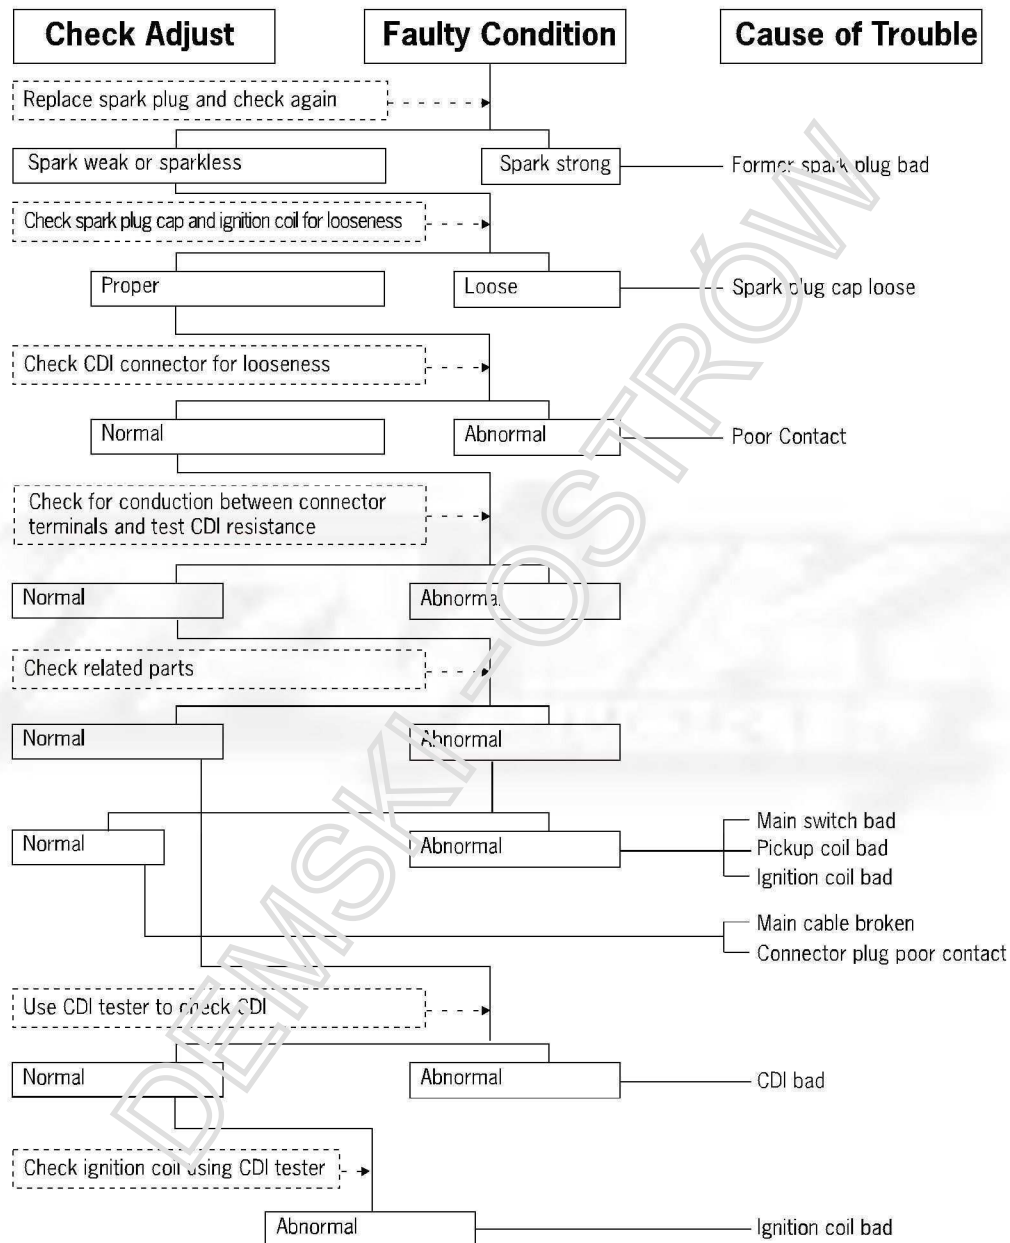 Check Adjust
Faulty Condition
Cause of Trouble
Replace spark plug and check again
Spark weak or sparkless
Spark strong
Former spark plug bad
Check spark plug cap and ignition coil for looseness
Proper
Loose
Spark plug cap loose
Check CDI connector for looseness
Normal
Abnormal
Poor Contact
Check for conduction between connector
terminals and test CDI resistance
Normal
Abnormal
Check related parts
Normal
Abnormal
Normal
Abnormal
Main switch bad
Pickup coil bad
Ignition coil bad
Main cable broken
Connector plug poor contact
Use CDI tester to check CDI
Normal
Abnormal
CDI bad
Check ignition coil using CDI tester
Abnormal
Ignition coil bad
DEMSKI-OSTRÓW